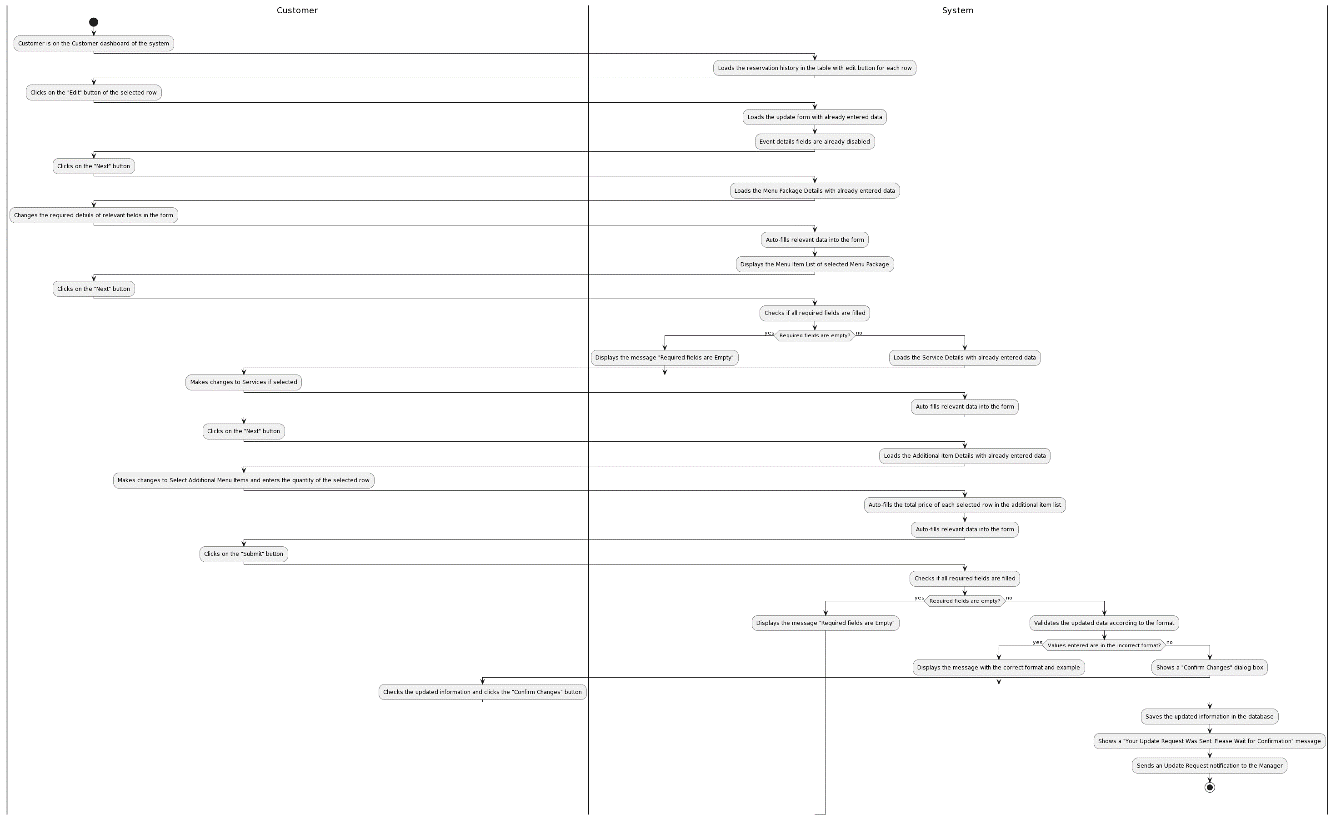 Customer
System
Customer is on the Customer dashboard of the system
Loads the reservation history in the table with edit button for each row
Clicks on the "Edit" button of the selected row
Loads the update form with already entered data
Event details fields are already disabled
Clicks on the "Next" button
Loads the Menu Package Details with already entered data
Changes the required details of relevant fields in the form
Auto-fills relevant data into the form
Displays the Menu Item List of selected Menu Package
Clicks on the "Next" button
Checks if all required fields are filled
yes
Required fields are empty?
no
Displays the message "Required fields are Empty"
Loads the Service Details with already entered data
Makes changes to Services if selected
Auto-fills relevant data into the form
Clicks on the "Next" button
Loads the Additional Item Details with already entered data
Makes changes to Select Additional Menu Items and enters the quantity of the selected row
Auto-fills the total price of each selected row in the additional item list
Auto-fills relevant data into the form
Clicks on the "Submit" button
Checks if all required fields are filled
yes
Required fields are empty?
no
Displays the message "Required fields are Empty"
Validates the updated data according to the format
yes
Values entered are in the incorrect format?
no
Displays the message with the correct format and example
Shows a "Confirm Changes" dialog box
Checks the updated information and clicks the "Confirm Changes" button
Saves the updated information in the database
Shows a "Your Update Request Was Sent. Please Wait for Confirmation" message
Sends an Update Request notification to the Manager